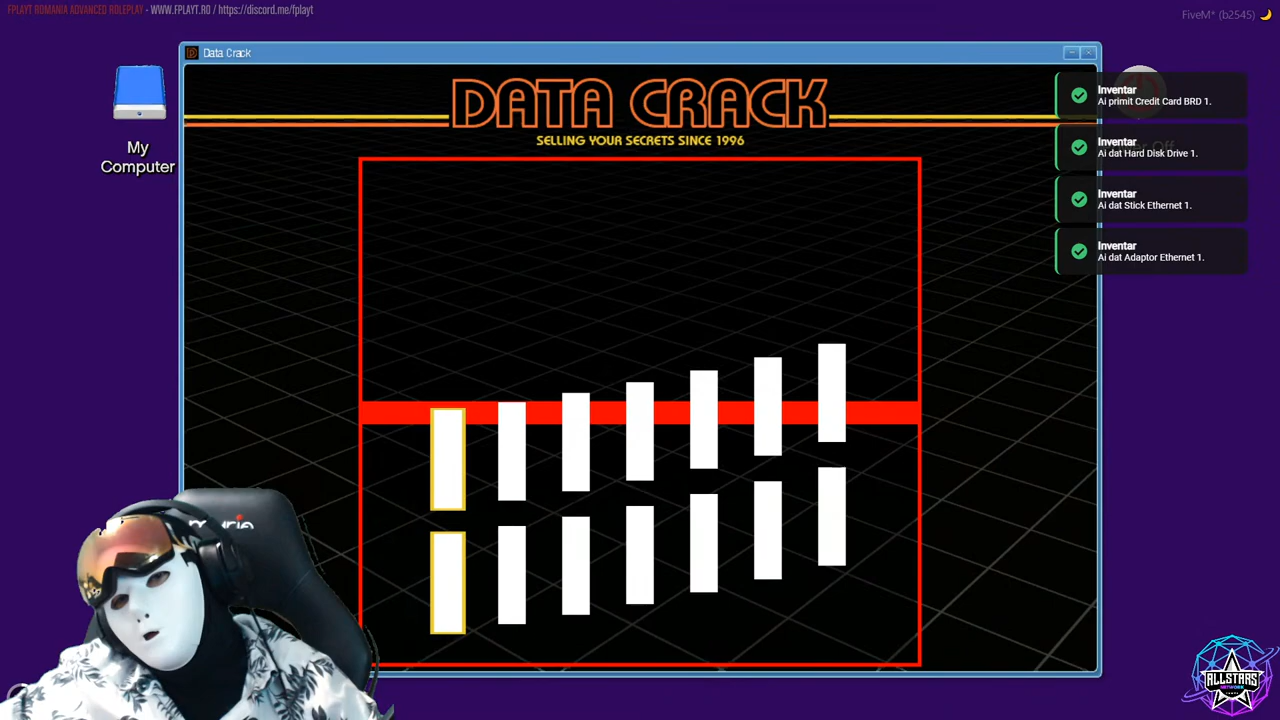 FPLAYT ROMANIA ADVANCED ROLEPLAY - WWW.FPLAYT.RO / https://discord.me/fplayt
FiveM* (b2545)
Data Crack
DATA CRACK
SELLING YOUR SECRETS SINCE 1996
My
Computer
Inventar
Ai primit Credit Card BRD 1.
Inventar
Ai dat Hard Disk Drive 1.
Inventar
Ai dat Stick Ethernet 1.
Inventar
Ai dat Adaptor Ethernet 1.
Off
ALLSTARS
NETWORK